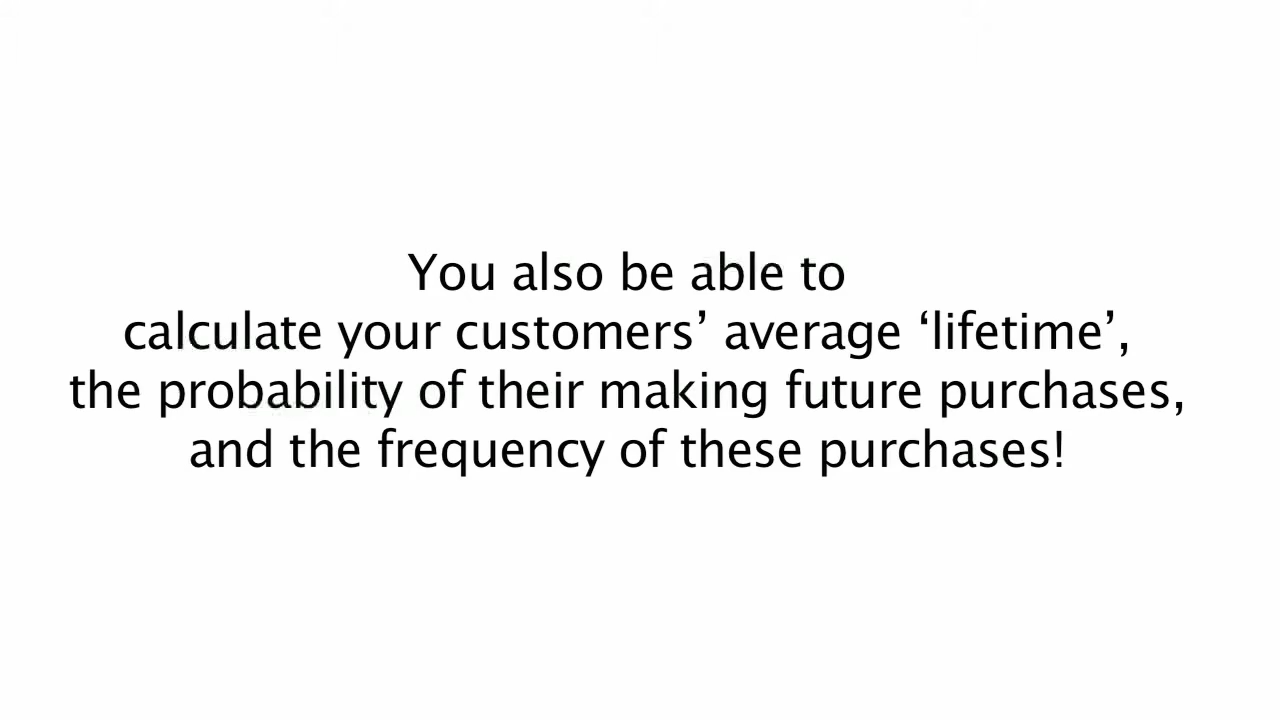 You also be able to
calculate your customers’ average ‘lifetime’,
the probability of their making future purchases,
and the frequency of these purchases!